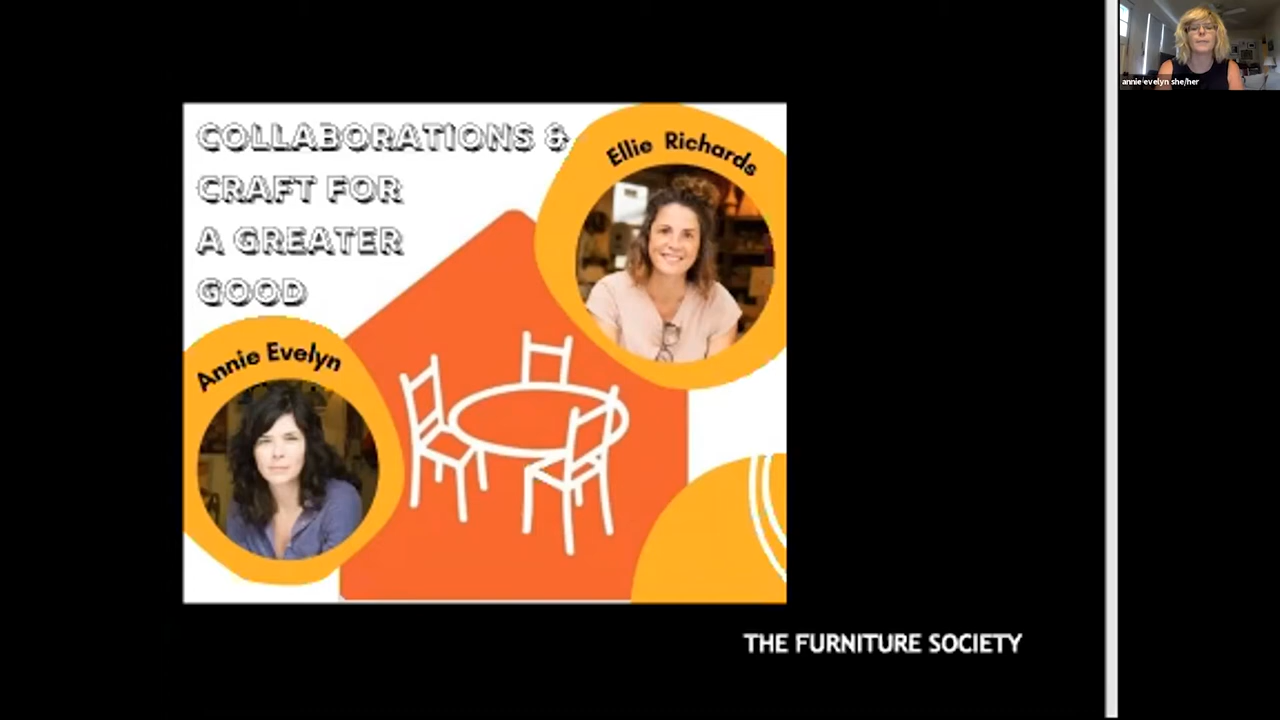 COLLABORATIONS &
CRAFT FOR
A GREATER
GOOD
Ellie Richards
Annie Evelyn
THE FURNITURE SOCIETY
annie evelyn she/her